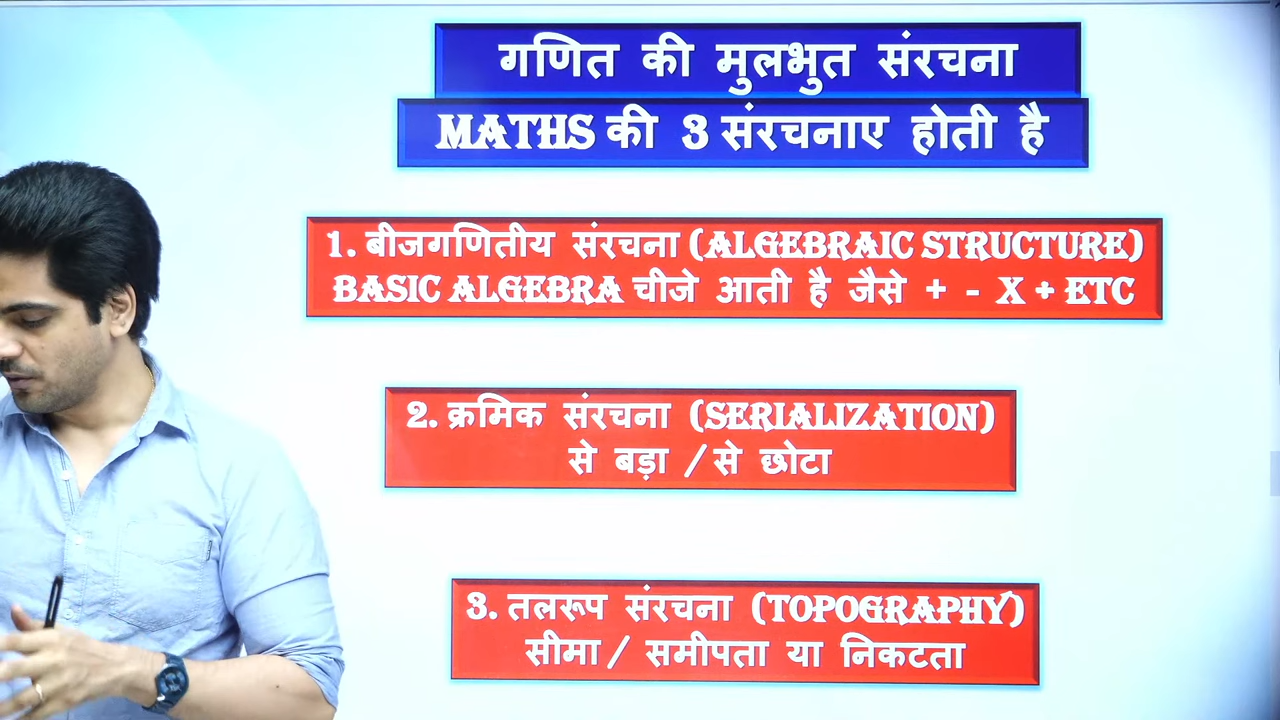 गणित की मुलभुत संरचना
MATHS की 3 संरचनाए होती है
1. बीजगणितीय संरचना (ALGEBRAIC STRUCTURE)
BASIC ALGEBRA चीजे आती है जैसे + - X + ETC
2. क्रमिक संरचना (SERIALIZATION)
से बड़ा / से छोटा
3. तलरूप संरचना (TOPOGRAPHY)
सीमा / समीपता या निकटता